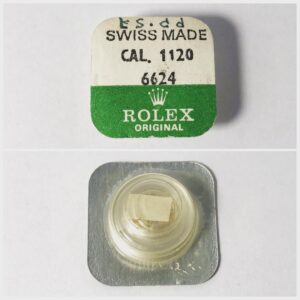 SWISS MADE
CAL. 1120
6624
ROLEX
ORIGINAL